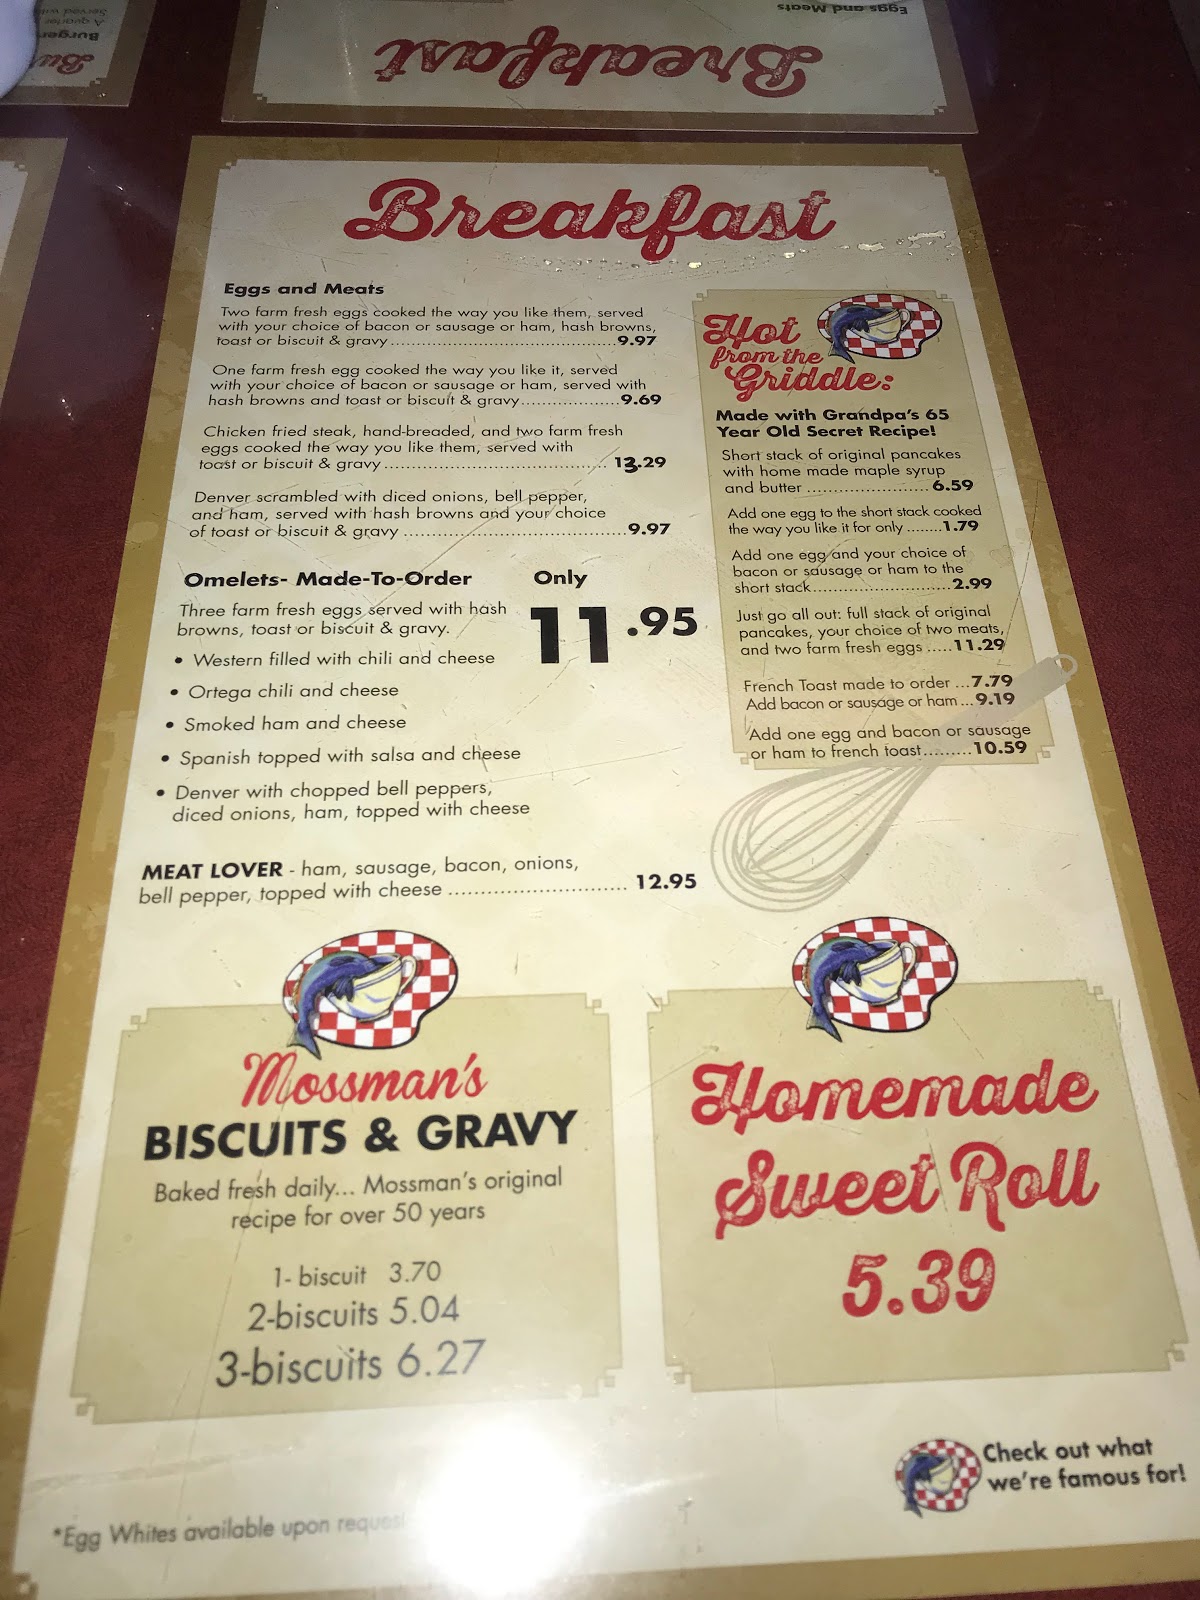 Eggs and Meats
Breakfast
Breakfast
Eggs and Meats
Two farm fresh eggs cooked the way you like them, served
with your choice of bacon or sausage or ham, hash browns,
toast or biscuit & gravy.......................................9.97
One farm fresh egg cooked the way you like it, served
with your choice of bacon or sausage or ham, served with
hash browns and toast or biscuit & gravy..................9.69
Chicken fried steak, hand-breaded, and two farm fresh
eggs cooked the way you like them, served with
toast or biscuit & gravy....................................... 13.29
Denver scrambled with diced onions, bell pepper,
and ham, served with hash browns and your choice
of toast or biscuit & gravy .......................................9.97
Omelets- Made-To-Order
Only
11.95
Three farm fresh eggs served with hash
browns, toast or biscuit & gravy.
• Western filled with chili and cheese
• Ortega chili and cheese
• Smoked ham and cheese
• Spanish topped with salsa and cheese
• Denver with chopped bell peppers,
diced onions, ham, topped with cheese
MEAT LOVER - ham, sausage, bacon, onions,
bell pepper, topped with cheese ............................ 12.95
Hot
from the
Griddle:
Made with Grandpa's 65
Year Old Secret Recipe!
Short stack of original pancakes
with home made maple syrup
and butter .......................6.59
Add one egg to the short stack cooked
the way you like it for only ........1.79
Add one egg and your choice of
bacon or sausage or ham to the
short stack..........................2.99
Just go all out: full stack of original
pancakes, your choice of two meats,
and two farm fresh eggs .....11.29
French Toast made to order ...7.79
Add bacon or sausage or ham...9.19
Add one egg and bacon or sausage
or ham to french toast.........10.59
Mossman's
BISCUITS & GRAVY
Baked fresh daily... Mossman's original
recipe for over 50 years
1- biscuit 3.70
2-biscuits 5.04
3-biscuits 6.27
Homemade
Sweet Roll
5.39
Check out what
we're famous for!
*Egg Whites available upon request